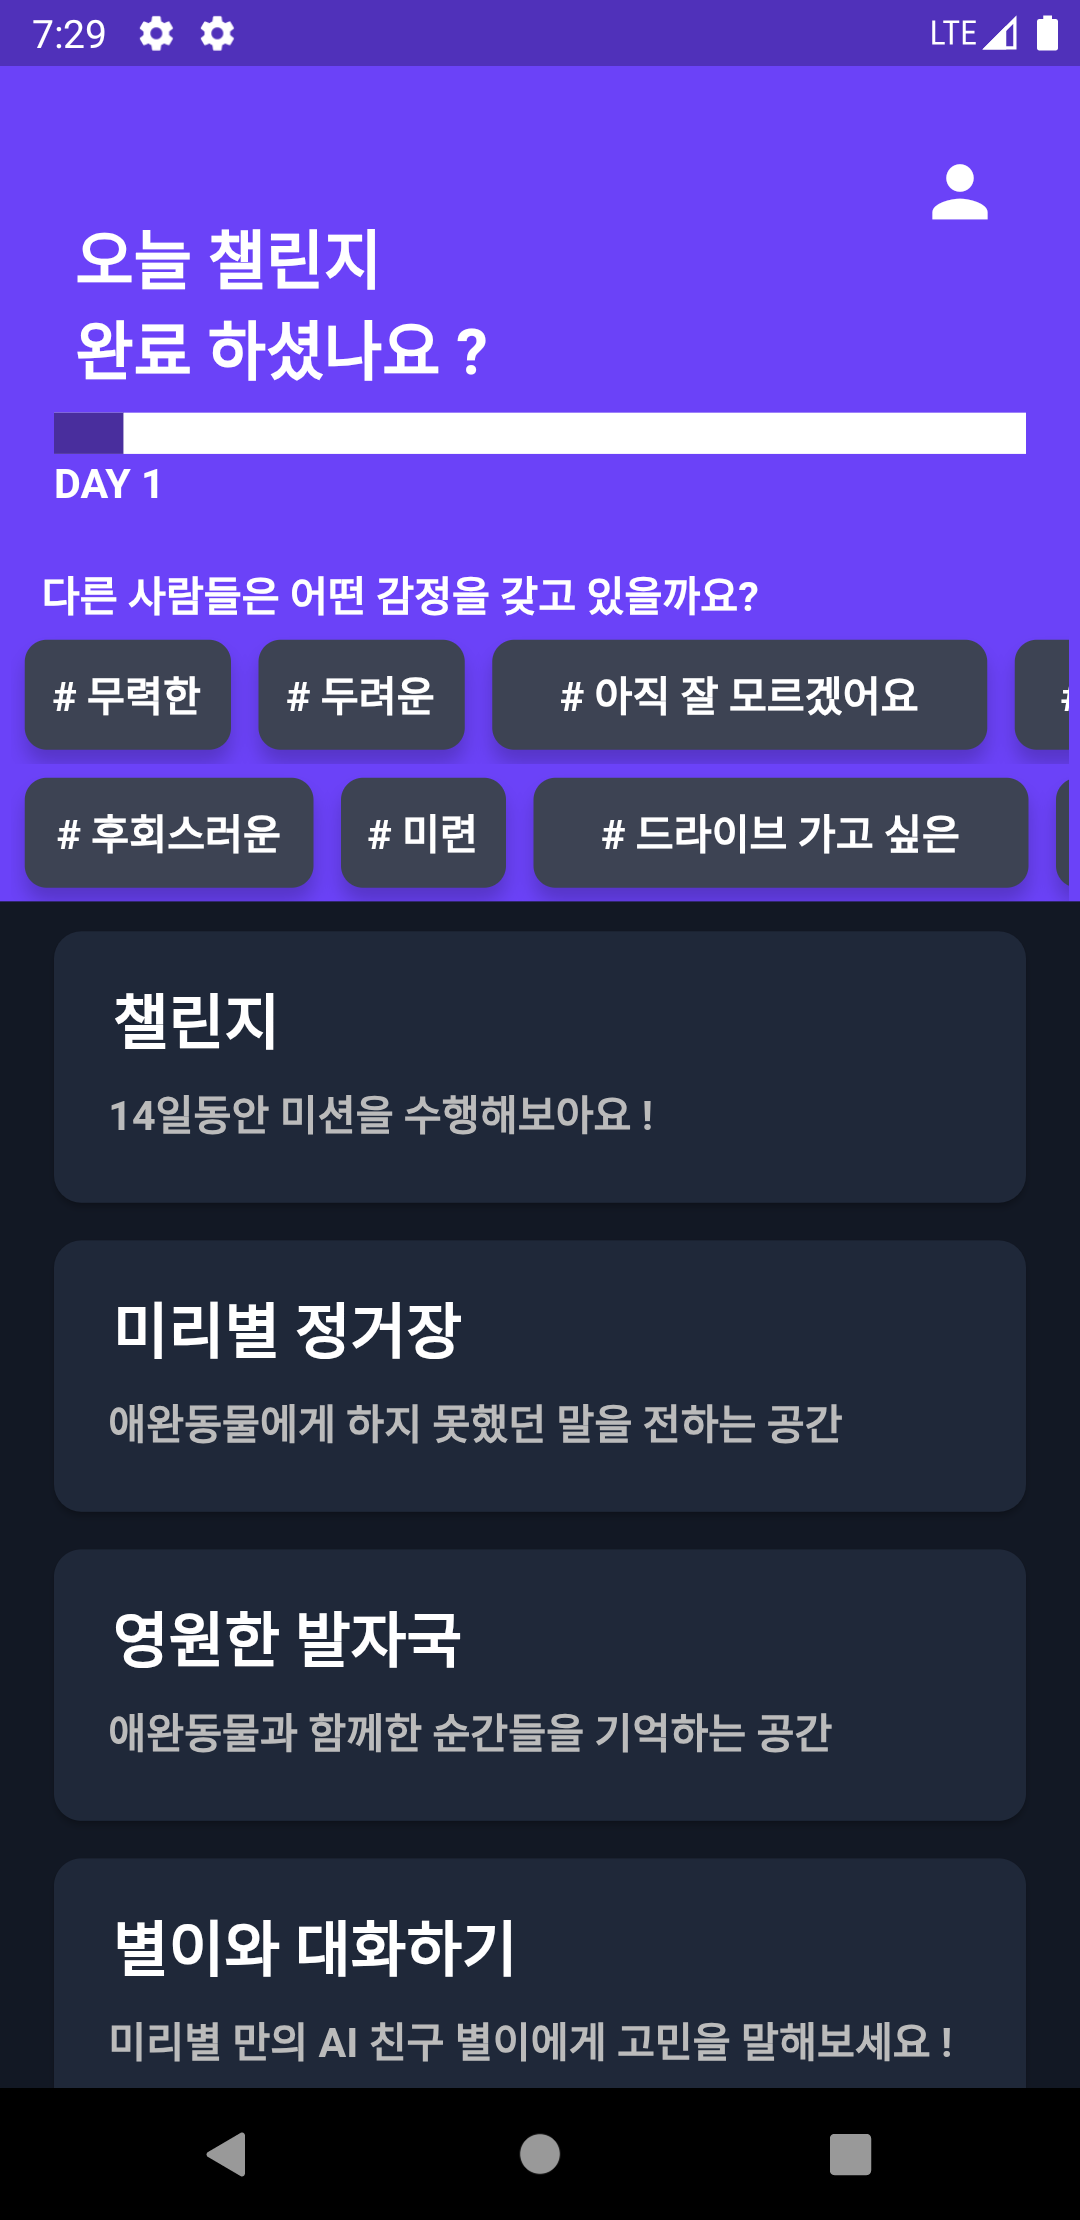 7:29 LTE
오늘 챌린지
완료 하셨나요 ?
DAY 1
다른 사람들은 어떤 감정을 갖고 있을까요?
# 무력한 # 두려운 # 아직 잘 모르겠어요 #
# 후회스러운 # 미련 # 드라이브 가고 싶은
챌린지
14일동안 미션을 수행해보아요 !
미리별 정거장
애완동물에게 하지 못했던 말을 전하는 공간
영원한 발자국
애완동물과 함께한 순간들을 기억하는 공간
별이와 대화하기
미리별 만의 AI 친구 별이에게 고민을 말해보세요 !